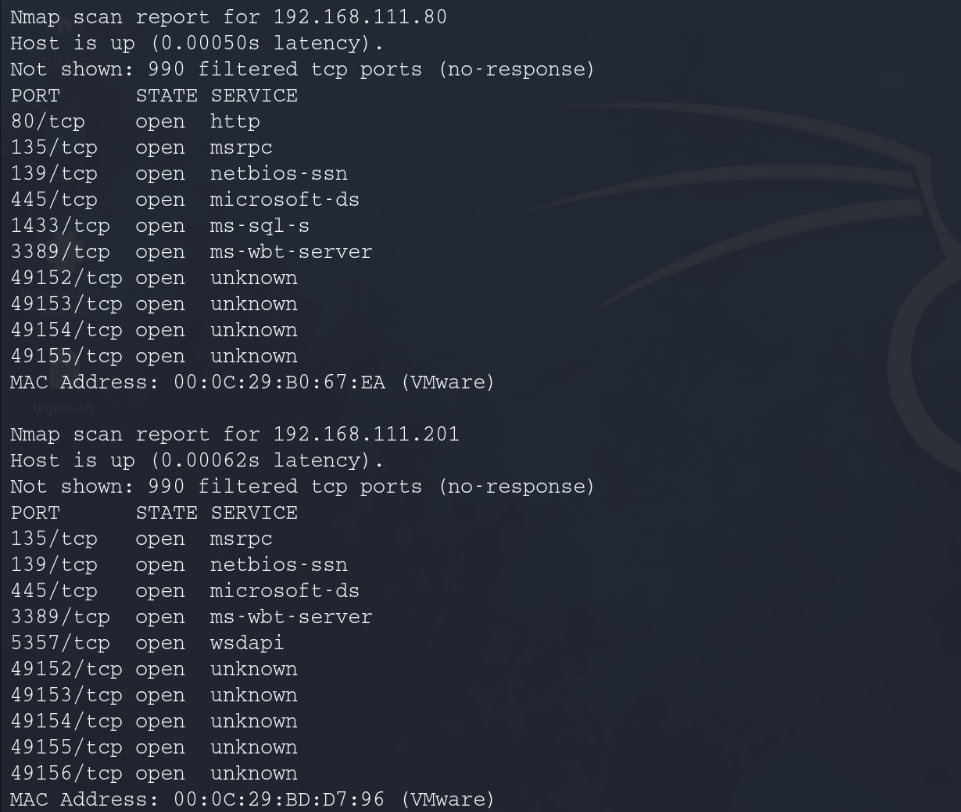 Nmap scan report for 192.168.111.80
Host is up (0.00050s latency).
Not shown: 990 filtered tcp ports (no-response)
PORT      STATE SERVICE
80/tcp    open  http
135/tcp   open  msrpc
139/tcp   open  netbios-ssn
445/tcp   open  microsoft-ds
1433/tcp  open  ms-sql-s
3389/tcp  open  ms-wbt-server
49152/tcp open  unknown
49153/tcp open  unknown
49154/tcp open  unknown
49155/tcp open  unknown
MAC Address: 00:0C:29:B0:67:EA (VMware)
linpeas.sh
Nmap scan report for 192.168.111.201
Host is up (0.00062s latency).
Not shown: 990 filtered tcp ports (no-response)
PORT      STATE SERVICE
135/tcp   open  msrpc
139/tcp   open  netbios-ssn
445/tcp   open  microsoft-ds
3389/tcp  open  ms-wbt-server
5357/tcp  open  wsdapi
49152/tcp open  unknown
49153/tcp open  unknown
49154/tcp open  unknown
49155/tcp open  unknown
49156/tcp open  unknown
MAC Address: 00:0C:29:BD:D7:96 (VMware)